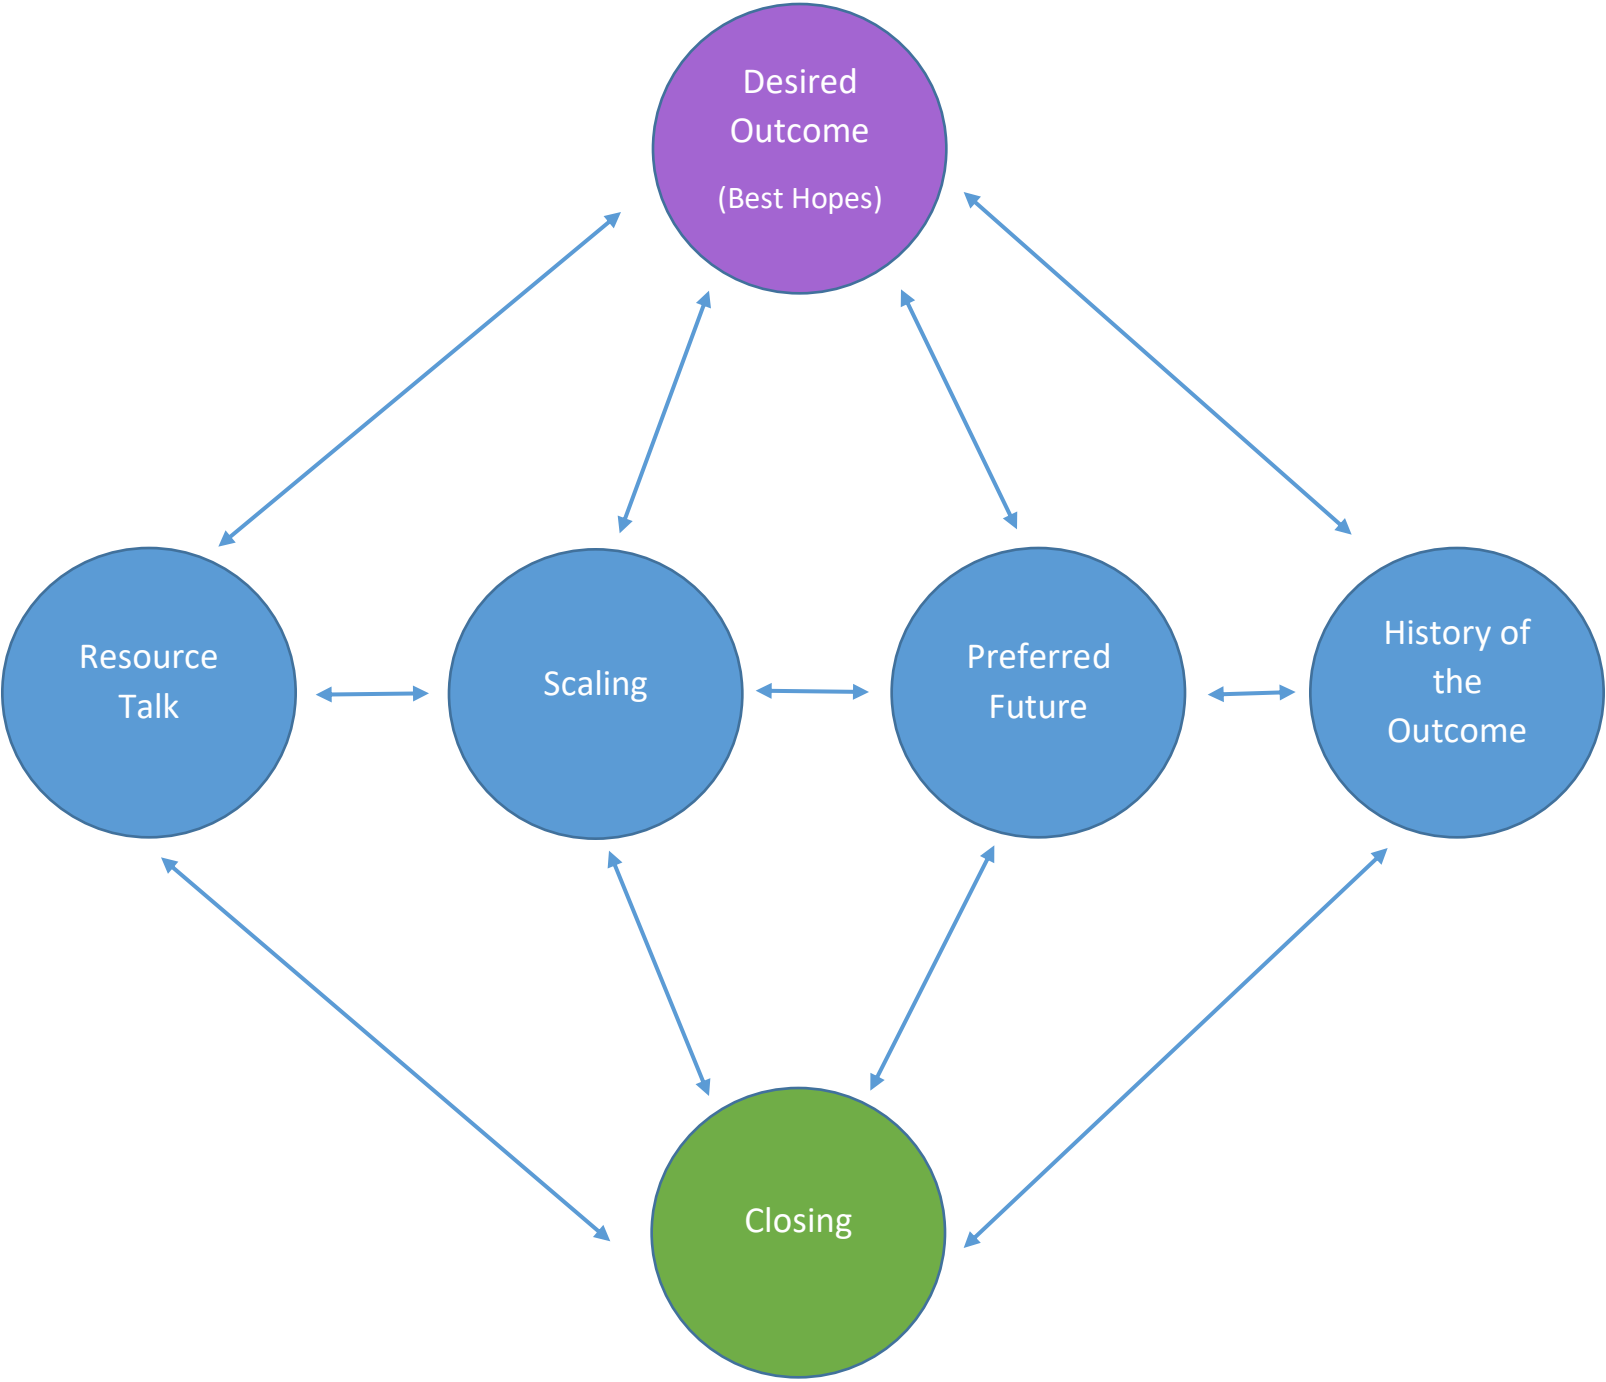 Desired
Outcome
(Best Hopes)
Resource
Talk
Scaling
Preferred
Future
History of
the
Outcome
Closing